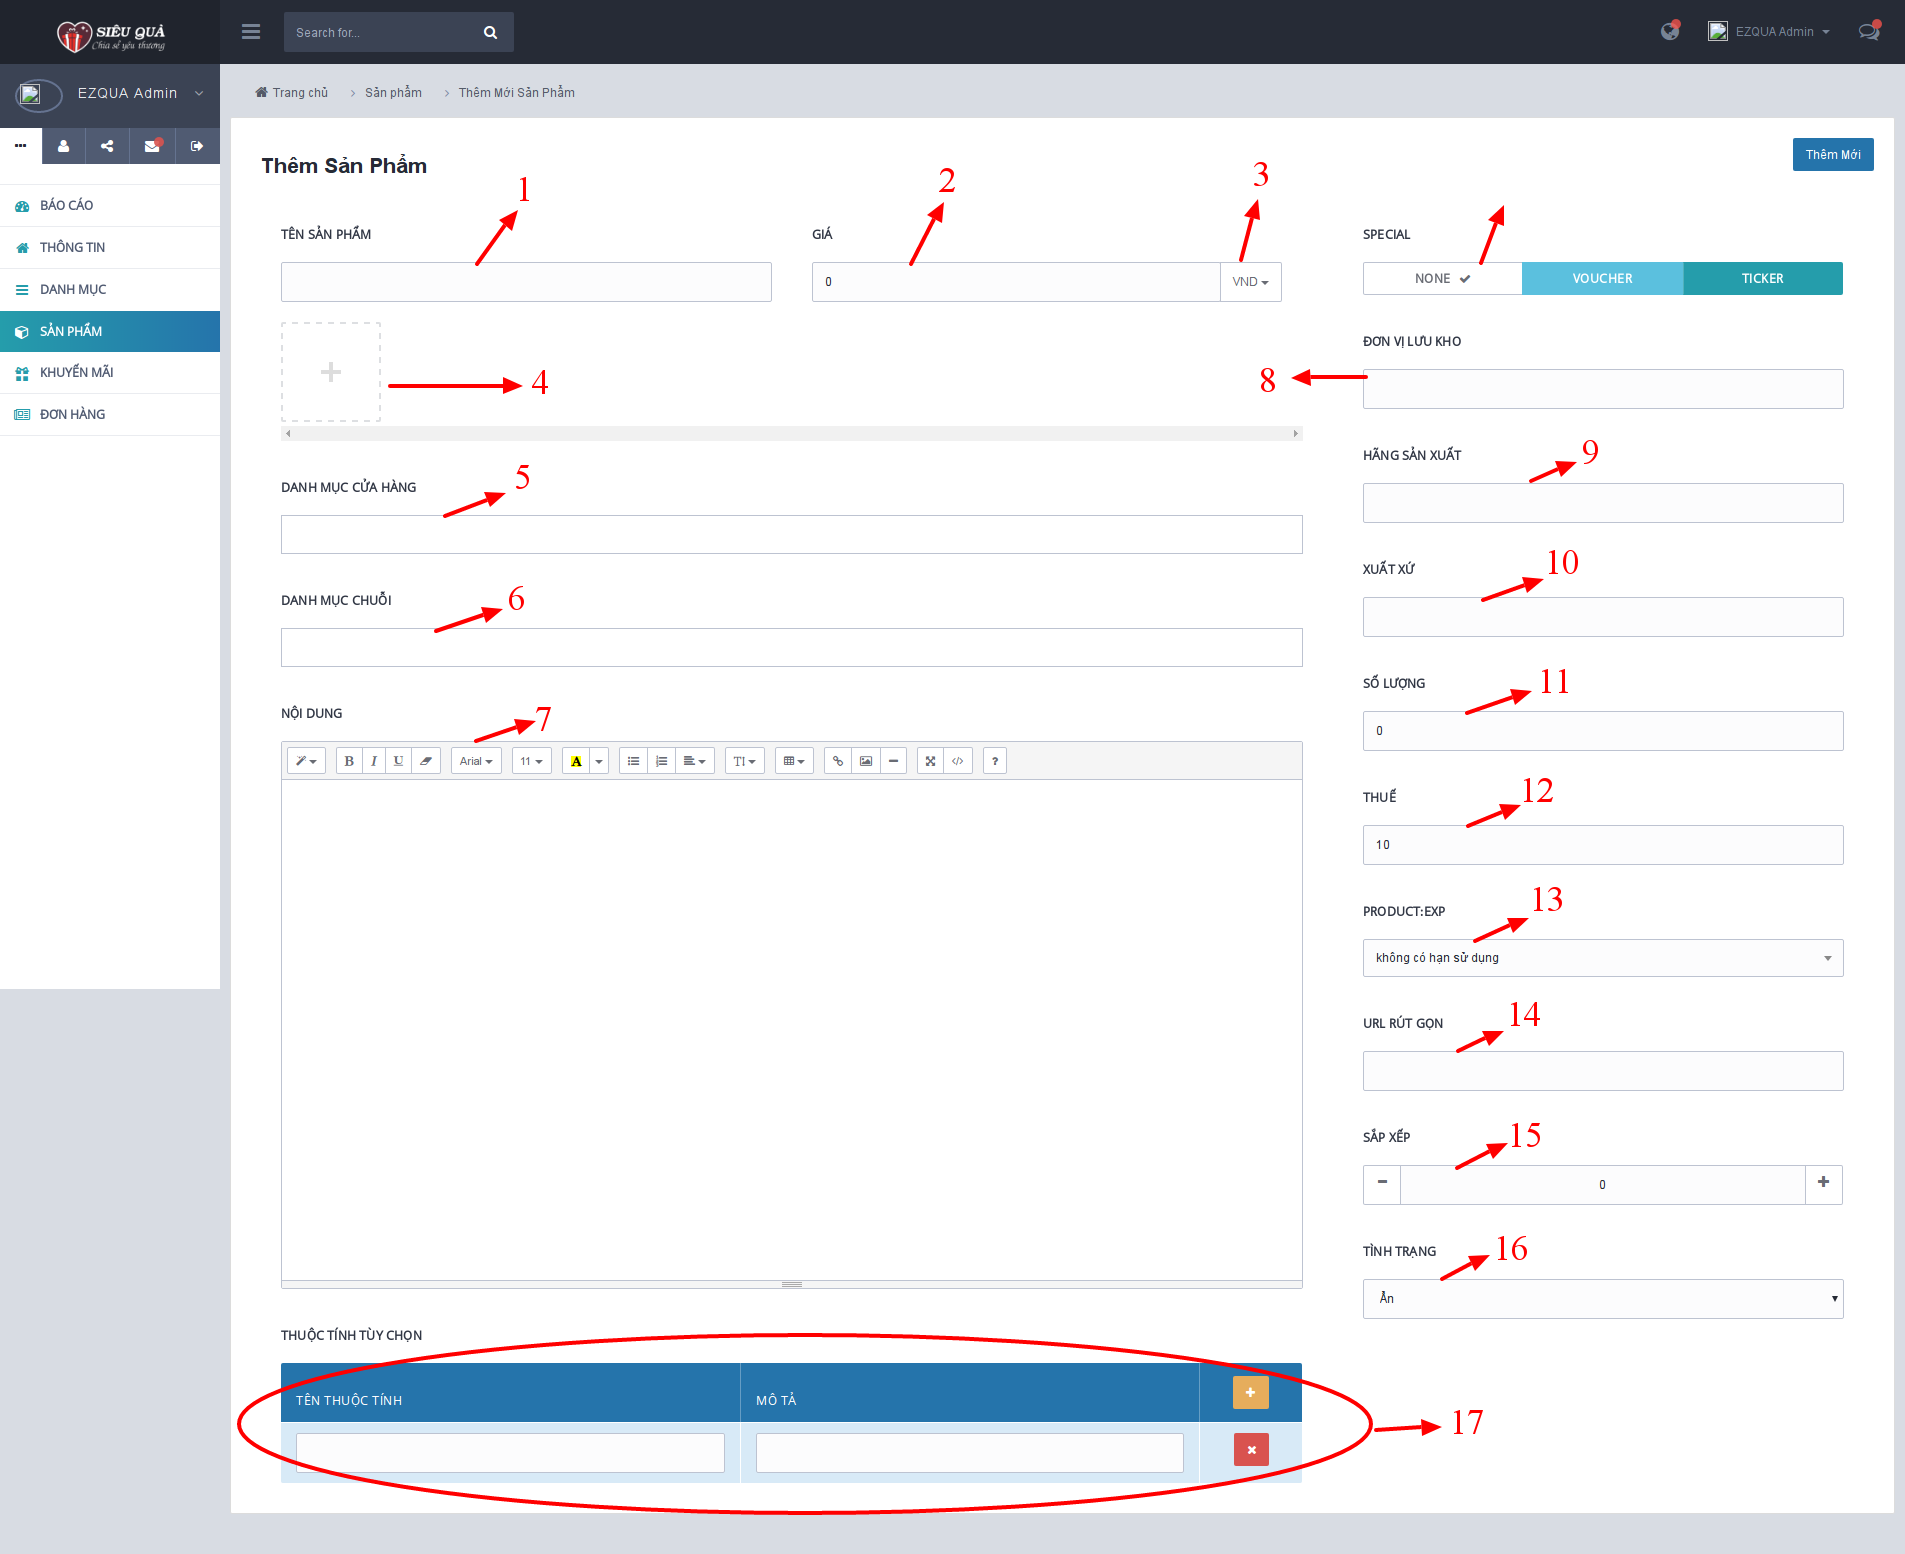 SIÊU QUÀ
Chia sẻ yêu thương
Search for...
EZQUA Admin
EZQUA Admin
Trang chủ
Sản phẩm
Thêm Mới Sản Phẩm
BÁO CÁO
THÔNG TIN
DANH MỤC
SẢN PHẨM
KHUYẾN MÃI
ĐƠN HÀNG
Thêm Sản Phẩm
Thêm Mới
1
2
3
TÊN SẢN PHẨM
GIÁ
0
VND
4
DANH MỤC CỬA HÀNG
5
DANH MỤC CHUỖI
6
NỘI DUNG
7
B I U
Arial
11
A
TI
</>
?
THUỘC TÍNH TÙY CHỌN
TÊN THUỘC TÍNH
MÔ TẢ
17
SPECIAL
NONE
VOUCHER
TICKER
ĐƠN VỊ LƯU KHO
8
HÃNG SẢN XUẤT
9
XUẤT XỨ
10
SỐ LƯỢNG
11
0
THUẾ
12
10
PRODUCT:EXP
13
không có hạn sử dụng
URL RÚT GỌN
14
SẮP XẾP
15
0
TÌNH TRẠNG
16
Ẩn